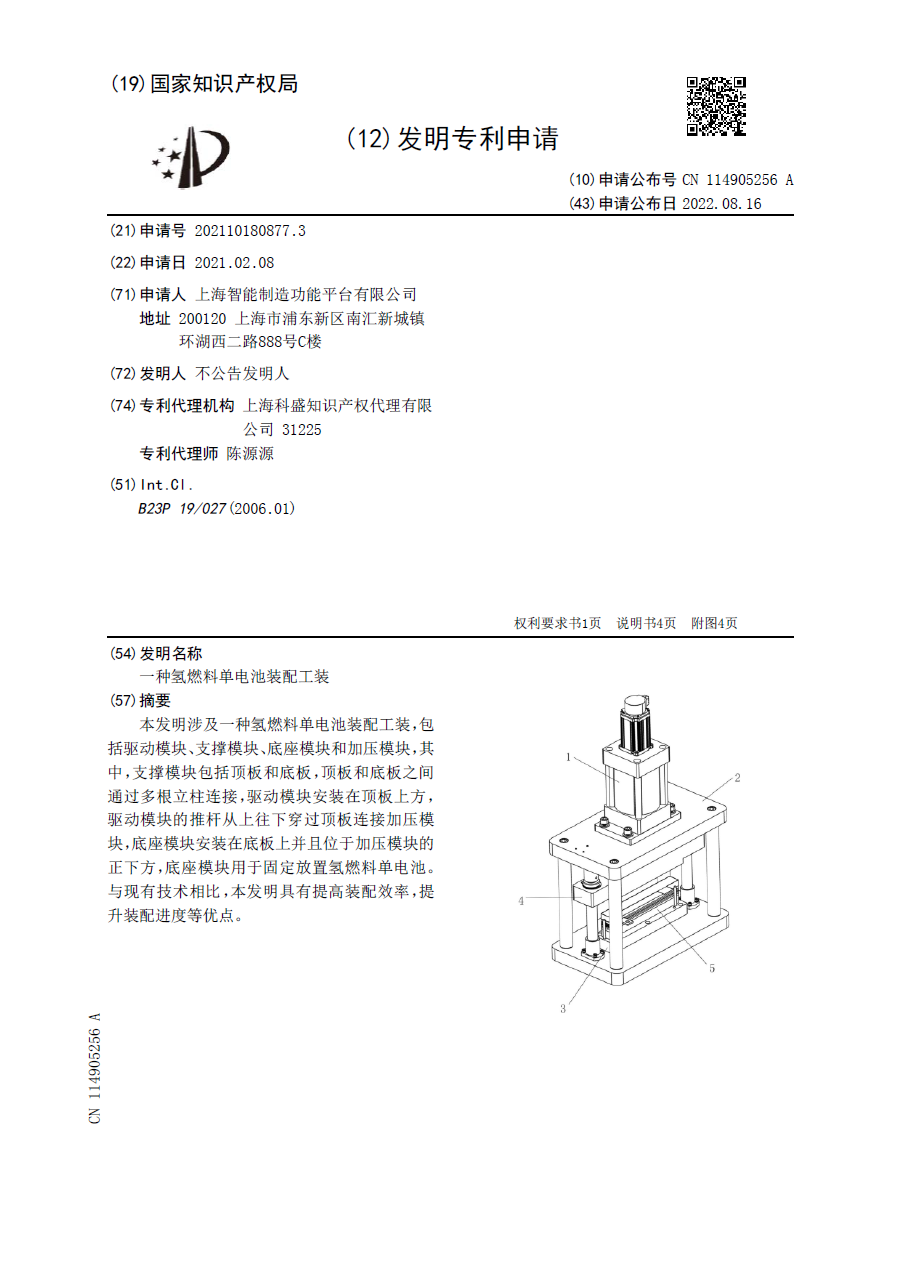 (19)国家知识产权局
(12)发明专利申请
(10)申请公布号 CN 114905256 A
(43)申请公布日 2022.08.16
(21)申请号 202110180877.3
(22)申请日 2021.02.08
(71)申请人 上海智能制造功能平台有限公司
地址 200120 上海市浦东新区南汇新城镇
环湖西二路888号C楼
(72)发明人 不公告发明人
(74)专利代理机构 上海科盛知识产权代理有限
公司 31225
专利代理师 陈源源
(51)Int.Cl.
B23P 19/027(2006.01)
权利要求书1页 说明书4页 附图4页
(54)发明名称
一种氢燃料单电池装配工装
(57)摘要
本发明涉及一种氢燃料单电池装配工装,包
括驱动模块、支撑模块、底座模块和加压模块,其
中,支撑模块包括顶板和底板,顶板和底板之间
通过多根立柱连接,驱动模块安装在顶板上方,
驱动模块的推杆从上往下穿过顶板连接加压模
块,底座模块安装在底板上并且位于加压模块的
正下方,底座模块用于固定放置氢燃料单电池。
与现有技术相比,本发明具有提高装配效率,提
升装配进度等优点。
1
2
4
5
3
CN 114905256 A